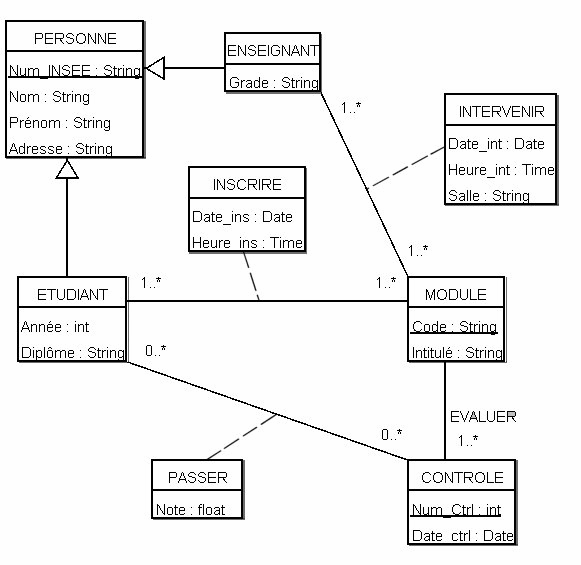 PERSONNE
Num_INSEE : String
Nom : String
Prénom : String
Adresse : String
ENSEIGNANT
Grade : String
1..*
INTERVENIR
Date_int : Date
Heure_int : Time
Salle : String
INSCRIRE
Date_ins : Date
Heure_ins : Time
1..*
ETUDIANT
Année : int
Diplôme : String
1..*
1..*
MODULE
Code : String
Intitulé : String
0..*
0..*
EVALUER
1..*
PASSER
Note : float
CONTROLE
Num_Ctrl : int
Date_ctrl : Date